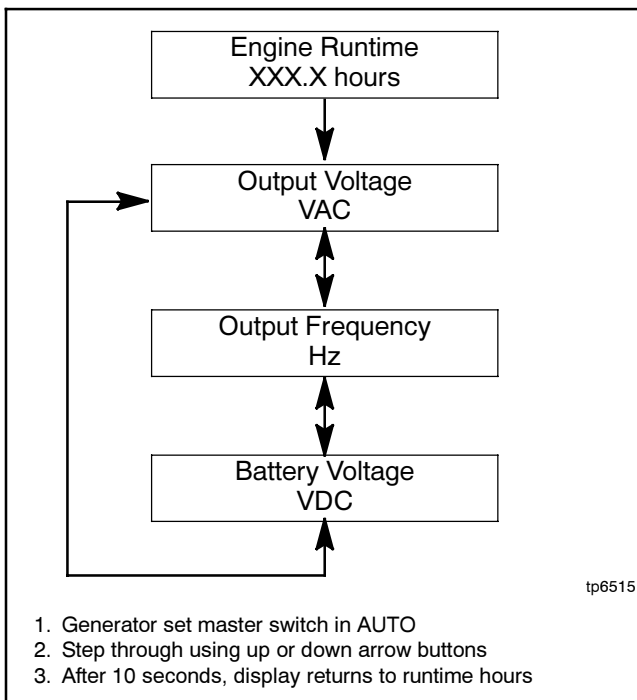 Engine Runtime
XXX.X hours
Output Voltage
VAC
Output Frequency
Hz
Battery Voltage
VDC
tp6515
1. Generator set master switch in AUTO
2. Step through using up or down arrow buttons
3. After 10 seconds, display returns to runtime hours